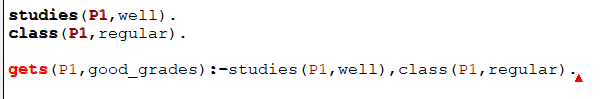 studies(P1,well).
class(P1,regular).
gets(P1,good_grades):-studies(P1,well),class(P1,regular).